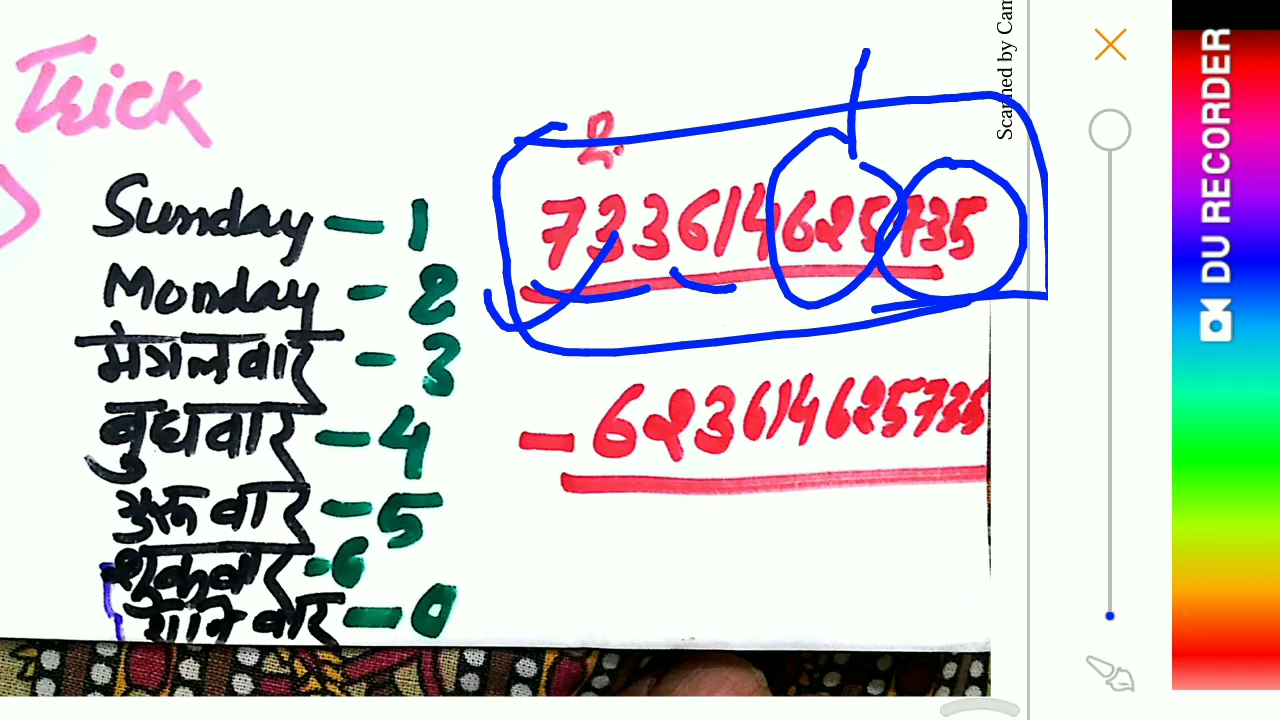 Trick
Sunday - 1
Monday - 2
मंगलवार - 3
बुधवार - 4
गुरूवार - 5
शुक्रवार - 6
शनिवार - 0
2.
733614625735
- 623614625735
Scanned by Cam
DU RECORDER